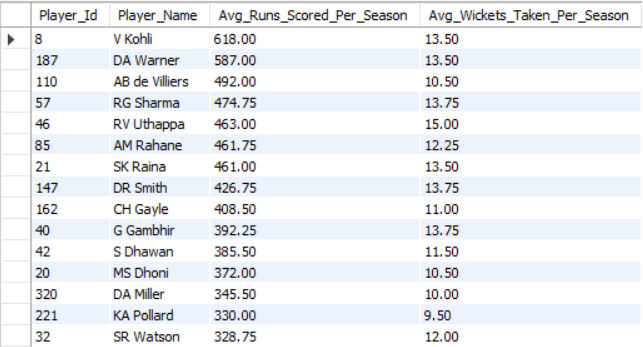 Player_Id Player_Name Avg_Runs_Scored_Per_Season Avg_Wickets_Taken_Per_Season
8 V Kohli 618.00 13.50
187 DA Warner 587.00 13.50
110 AB de Villiers 492.00 10.50
57 RG Sharma 474.75 13.75
46 RV Uthappa 463.00 15.00
85 AM Rahane 461.75 12.25
21 SK Raina 461.00 13.50
147 DR Smith 426.75 13.75
162 CH Gayle 408.50 11.00
40 G Gambhir 392.25 13.75
42 S Dhawan 385.50 11.50
20 MS Dhoni 372.00 10.50
320 DA Miller 345.50 10.00
221 KA Pollard 330.00 9.50
32 SR Watson 328.75 12.00